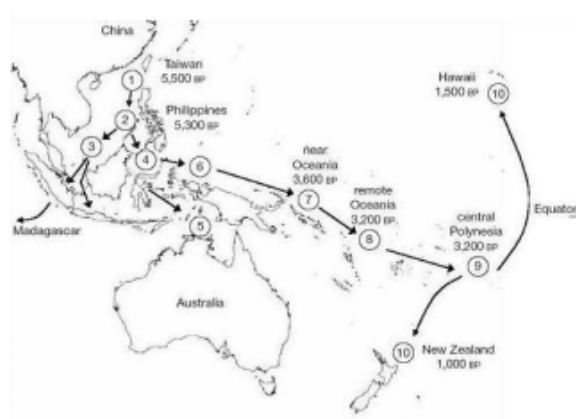 China
Taiwan
5,500 BP
1
Philippines
5,300 BP
2
3
4
6
near
Oceania
3,600 BP
7
remote
Oceania
3,200 BP
8
central
Polynesia
3,200 BP
9
Hawaii
1,500 BP
10
Equator
Madagascar
5
Australia
10
New Zealand
1,000 BP